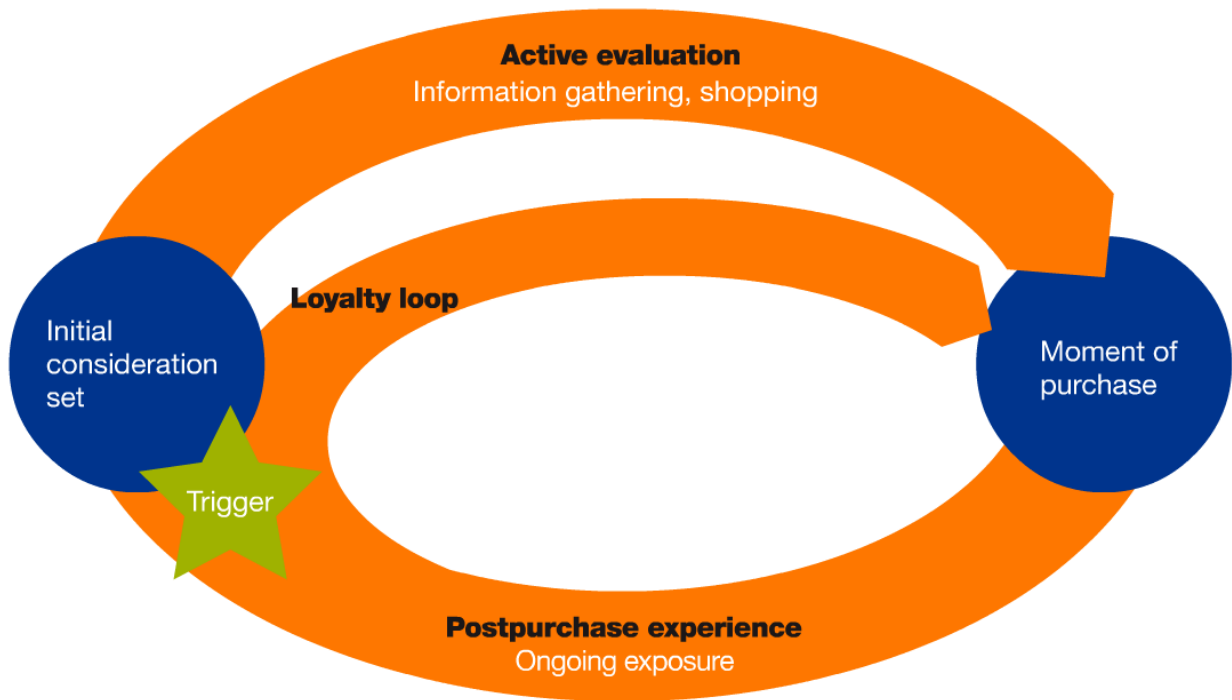 Active evaluation
Information gathering, shopping
Loyalty loop
Initial
consideration
set
Moment of
purchase
Trigger
Postpurchase experience
Ongoing exposure